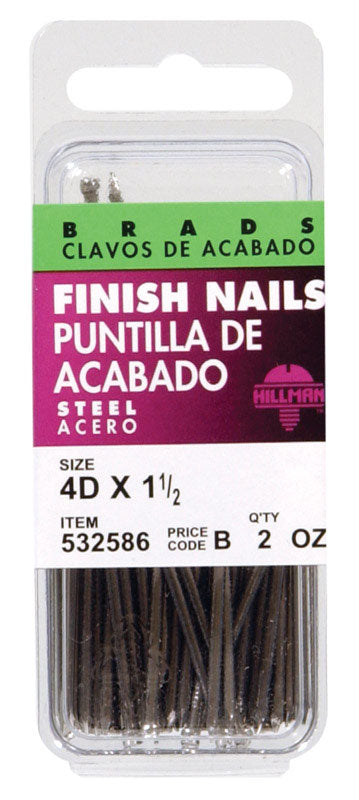 BRADS
CLAVOS DE ACABADO
FINISH NAILS
PUNTILLA DE
ACABADO
STEEL
ACERO
HILLMAN
TM
SIZE
4D X 1 1/2
ITEM PRICE CODE Q'TY
532586 B 2 OZ